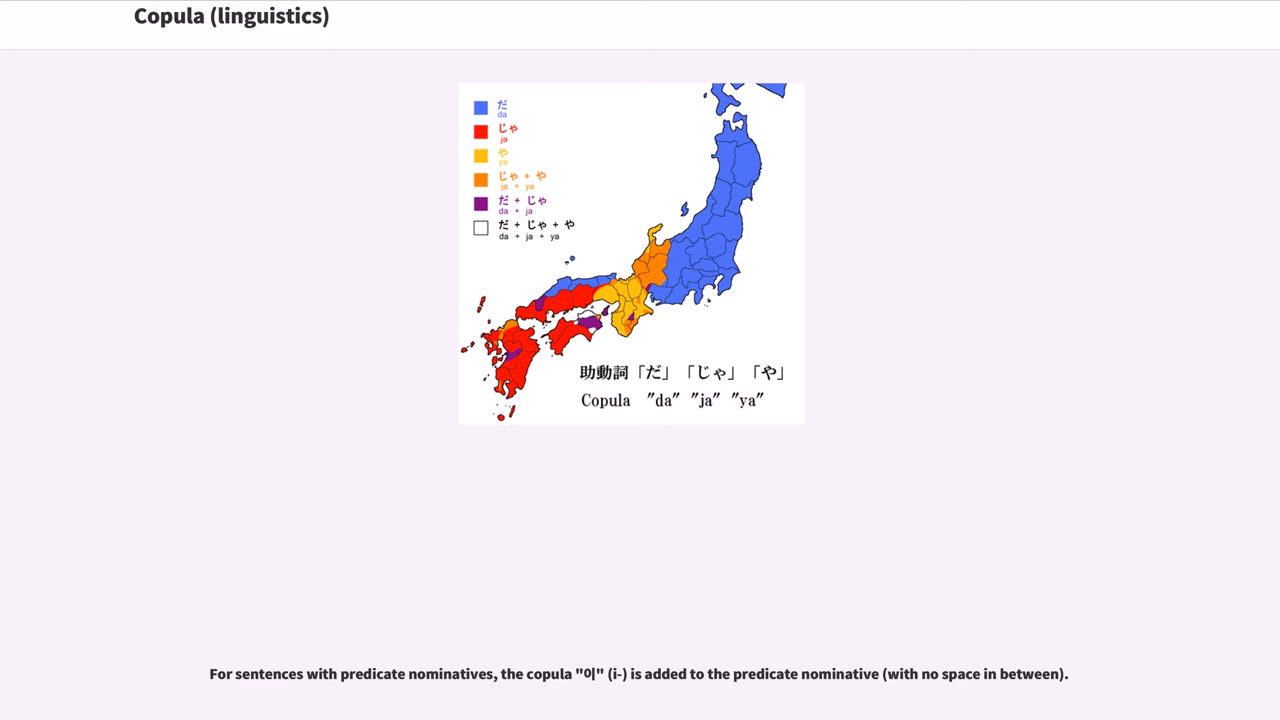 Copula (linguistics)
だ
da
じゃ
ja
や
ya
じゃ + や
ja + ya
だ + じゃ
da + ja
だ + じゃ + や
da + ja + ya
助動詞「だ」「じゃ」「や」
Copula "da" "ja" "ya"
For sentences with predicate nominatives, the copula "이" (i-) is added to the predicate nominative (with no space in between).